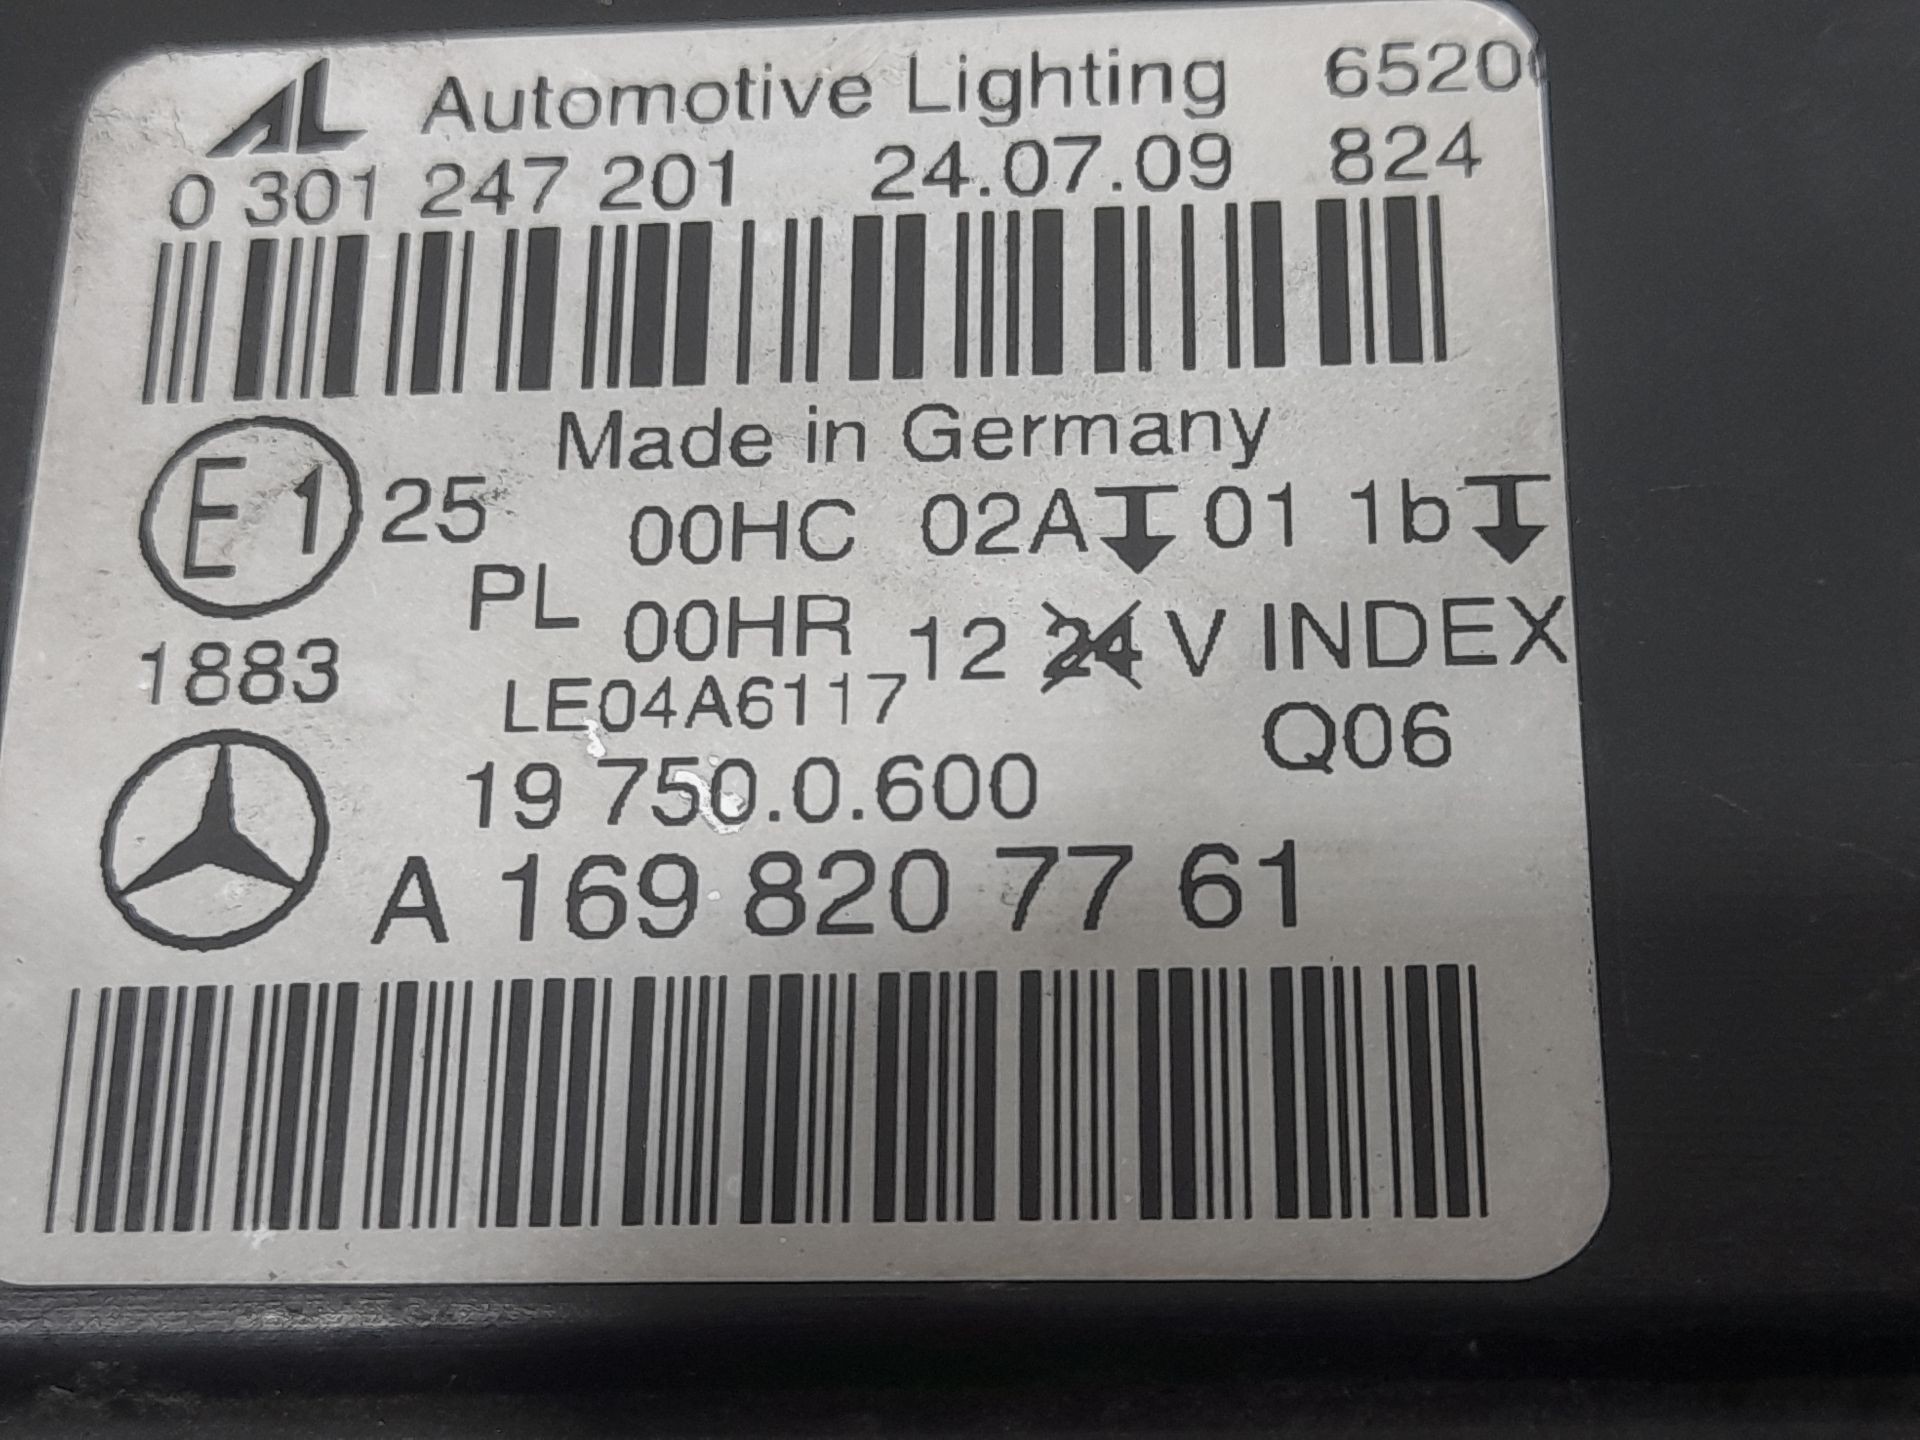 AL Automotive Lighting 6520
0 301 247 201 24.07.09 824
Made in Germany
E1 25 00HC 02A 01 1b
PL 00HR 12 24 V INDEX
1883 LE04A6117 Q06
19 750.0.600
A 169 820 77 61